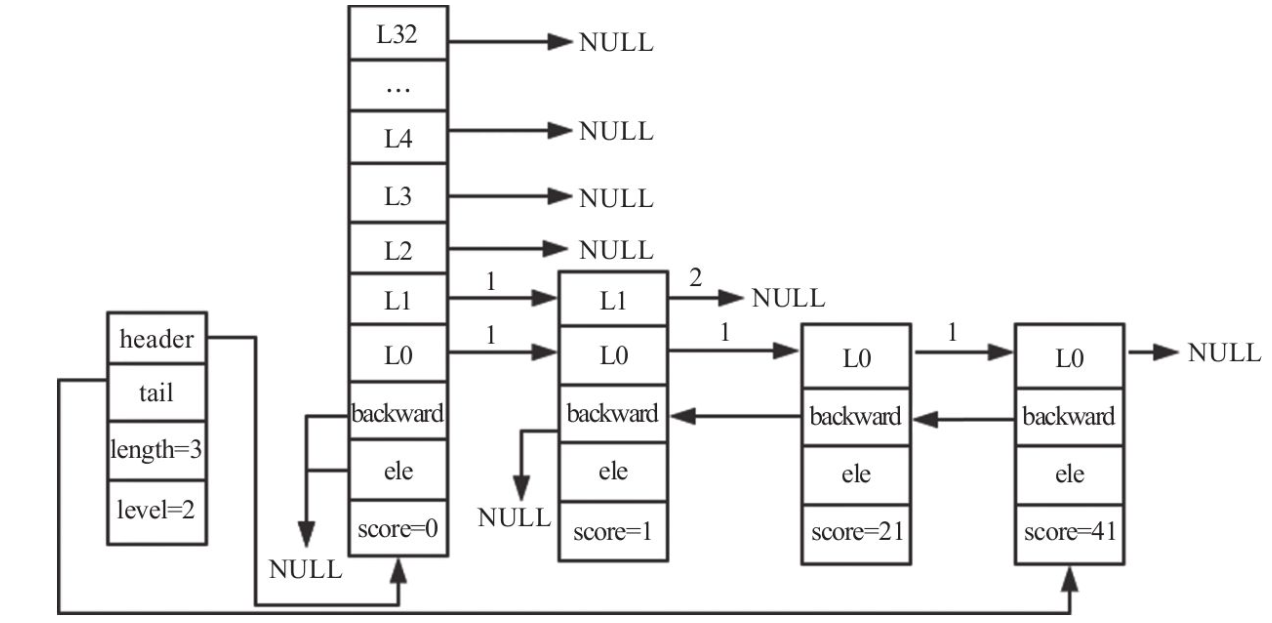 L32
NULL
...
L4
NULL
L3
NULL
L2
NULL
L1
1
L1
2
NULL
L0
1
L0
1
L0
1
L0
NULL
header
tail
length=3
level=2
backward
ele
score=0
NULL
backward
ele
score=1
NULL
backward
ele
score=21
backward
ele
score=41